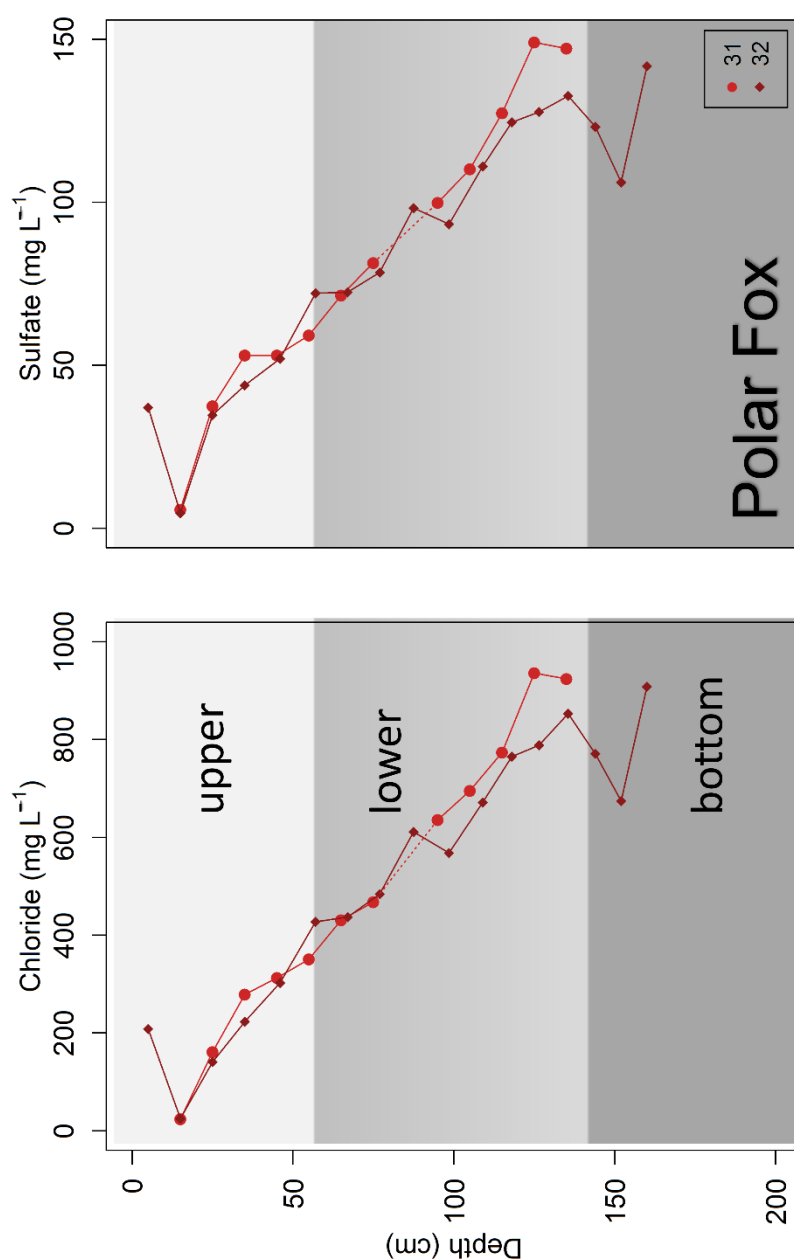 Chloride (mg L⁻¹)
0
200
400
600
800
1000
Sulfate (mg L⁻¹)
0
50
100
150
Depth (cm)
0
50
100
150
200
upper
lower
bottom
Polar Fox
31
32